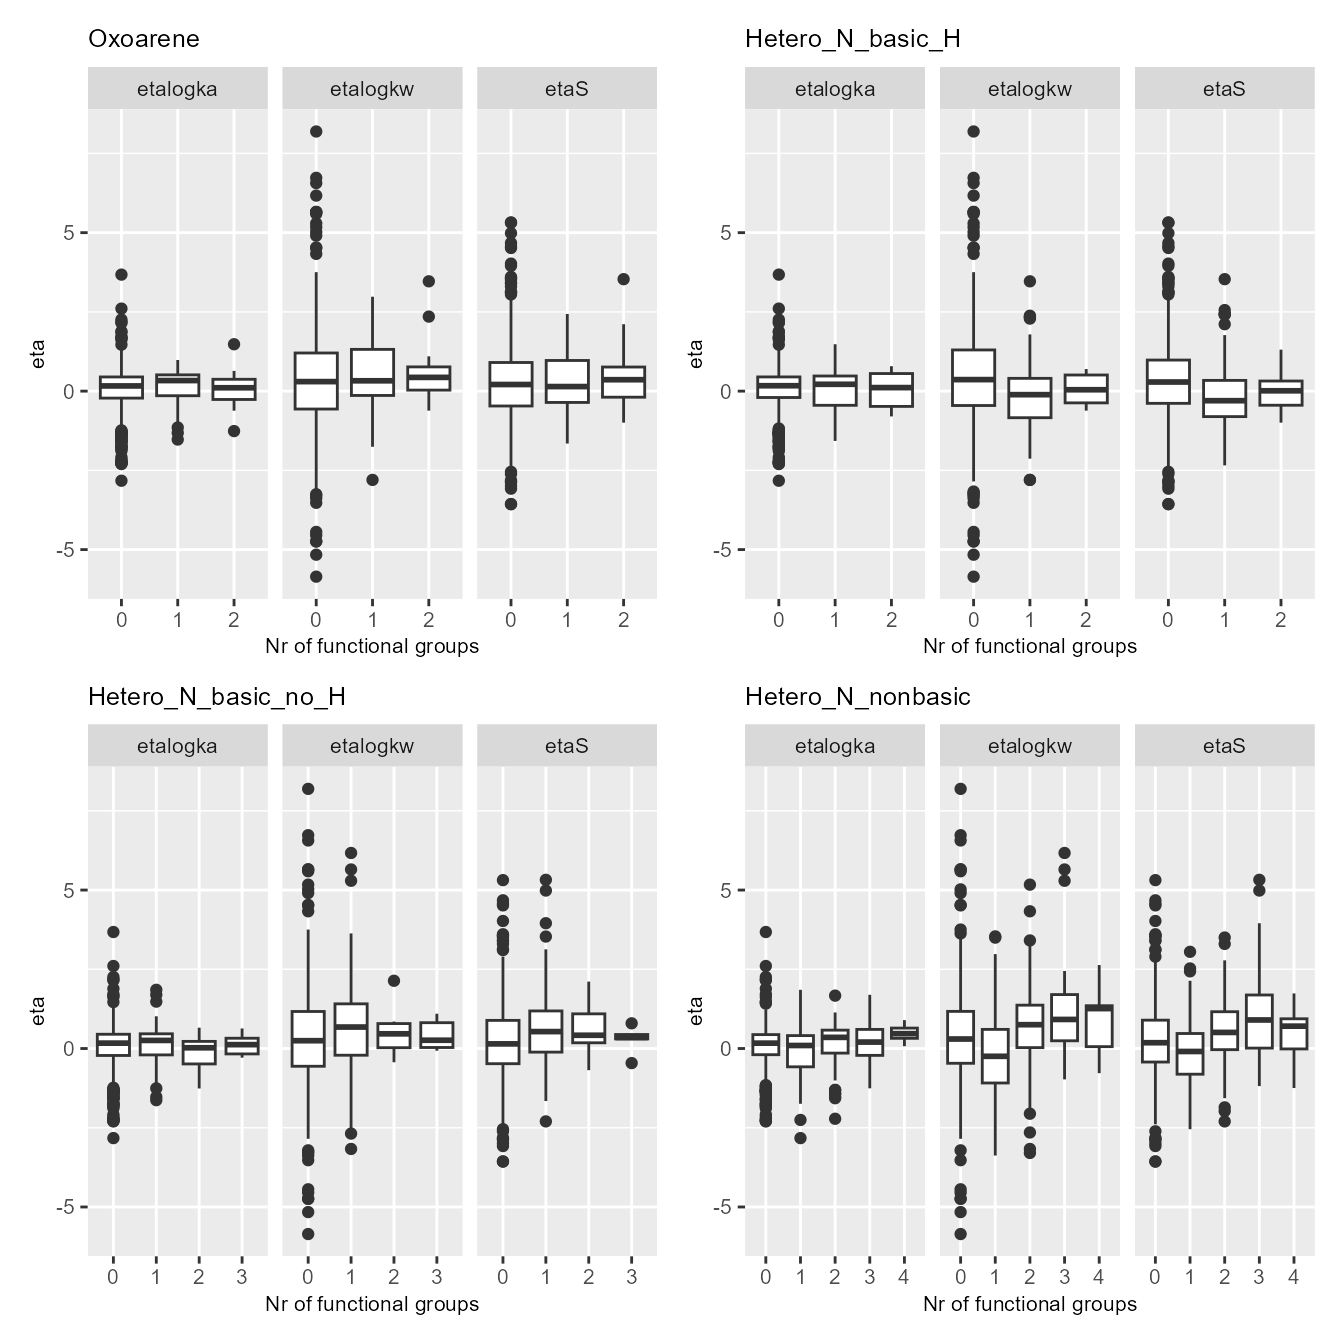 Oxoarene
etalogka etalogkw etaS
eta
5
0
-5
0 1 2 0 1 2 0 1 2
Nr of functional groups
Hetero_N_basic_H
etalogka etalogkw etaS
eta
5
0
-5
0 1 2 0 1 2 0 1 2
Nr of functional groups
Hetero_N_basic_no_H
etalogka etalogkw etaS
eta
5
0
-5
0 1 2 3 0 1 2 3 0 1 2 3
Nr of functional groups
Hetero_N_nonbasic
etalogka etalogkw etaS
eta
5
0
-5
0 1 2 3 4 0 1 2 3 4 0 1 2 3 4
Nr of functional groups